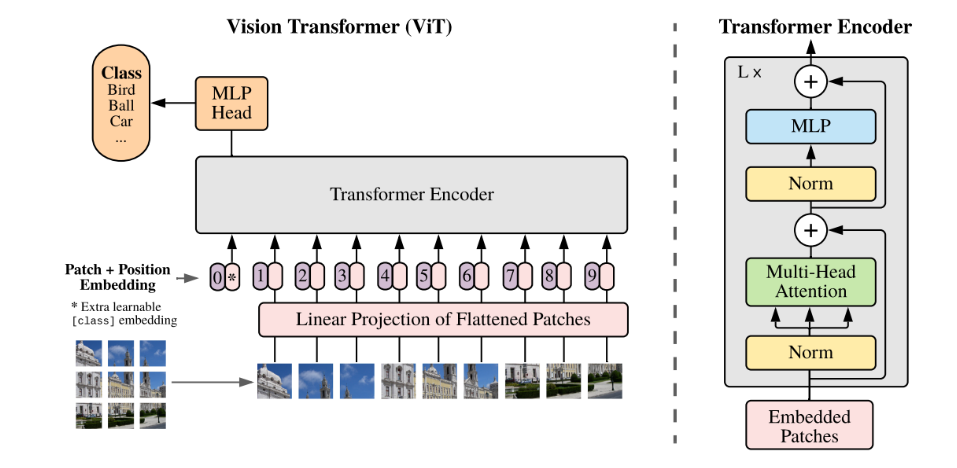 Vision Transformer (ViT)
Class
Bird
Ball
Car
...
MLP
Head
Transformer Encoder
Patch + Position
Embedding
0 * 1 2 3 4 5 6 7 8 9
* Extra learnable
[class] embedding
Linear Projection of Flattened Patches
Transformer Encoder
L x
+
MLP
Norm
+
Multi-Head
Attention
Norm
Embedded
Patches